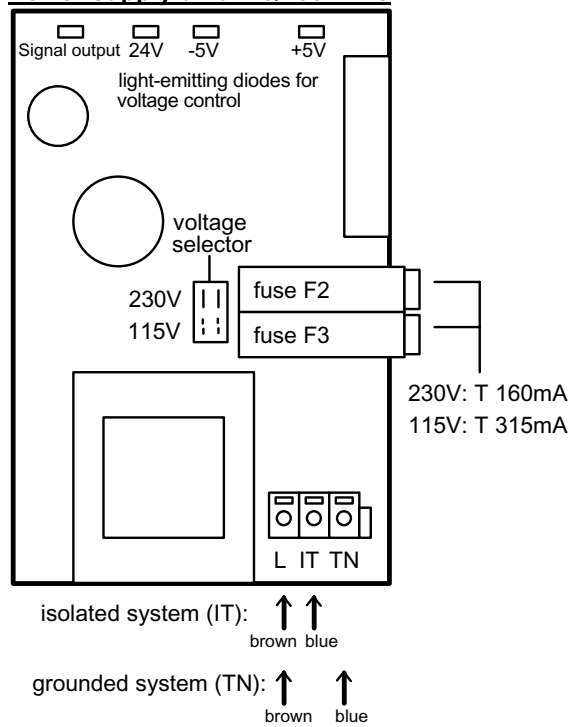 Signal output 24V -5V +5V
light-emitting diodes for
voltage control
voltage
selector
230V
115V
fuse F2
fuse F3
230V: T 160mA
115V: T 315mA
L IT TN
isolated system (IT):
brown blue
grounded system (TN):
brown blue